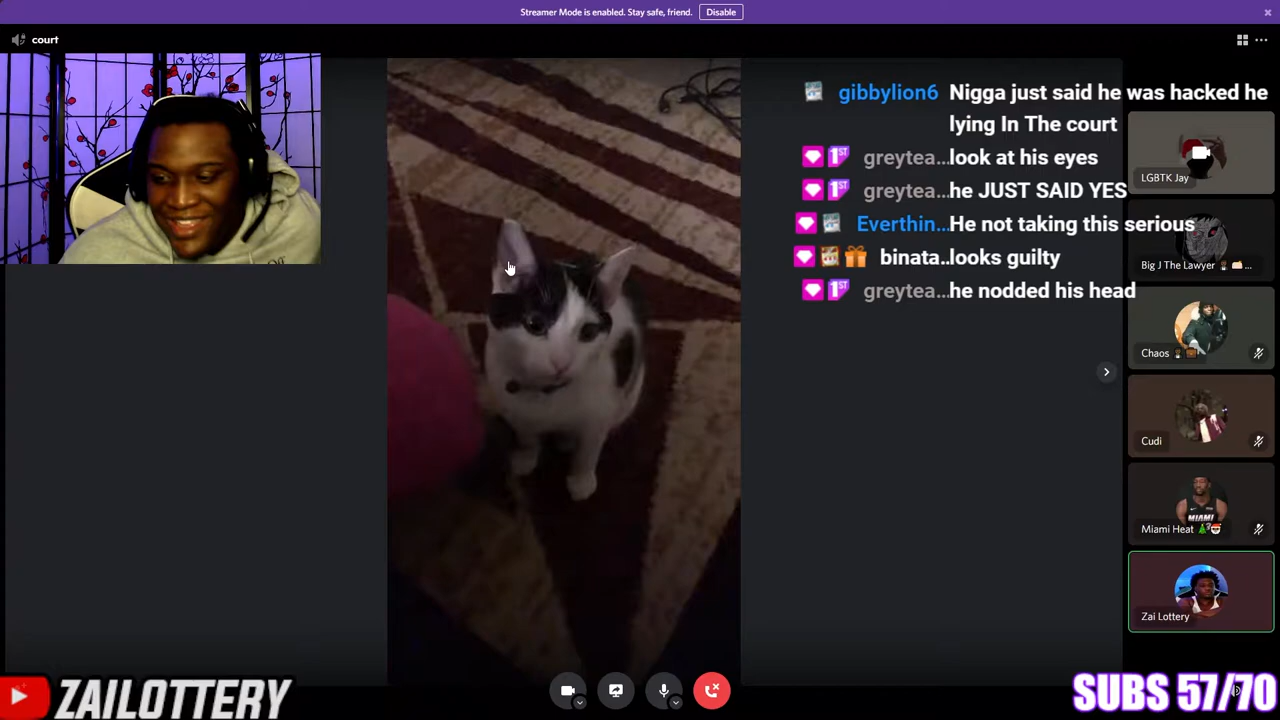 Streamer Mode is enabled. Stay safe, friend. Disable
court
gibbylion6 Nigga just said he was hacked he
lying In The court
greytea... look at his eyes
greytea... he JUST SAID YES
Everthin... He not taking this serious
binata.. looks guilty
greytea... he nodded his head
LGBTK Jay
Big J The Lawyer ...
Chaos
Cudi
MIAMI
Miami Heat
Zai Lottery
ZAILOTTERY
SUBS 57/70